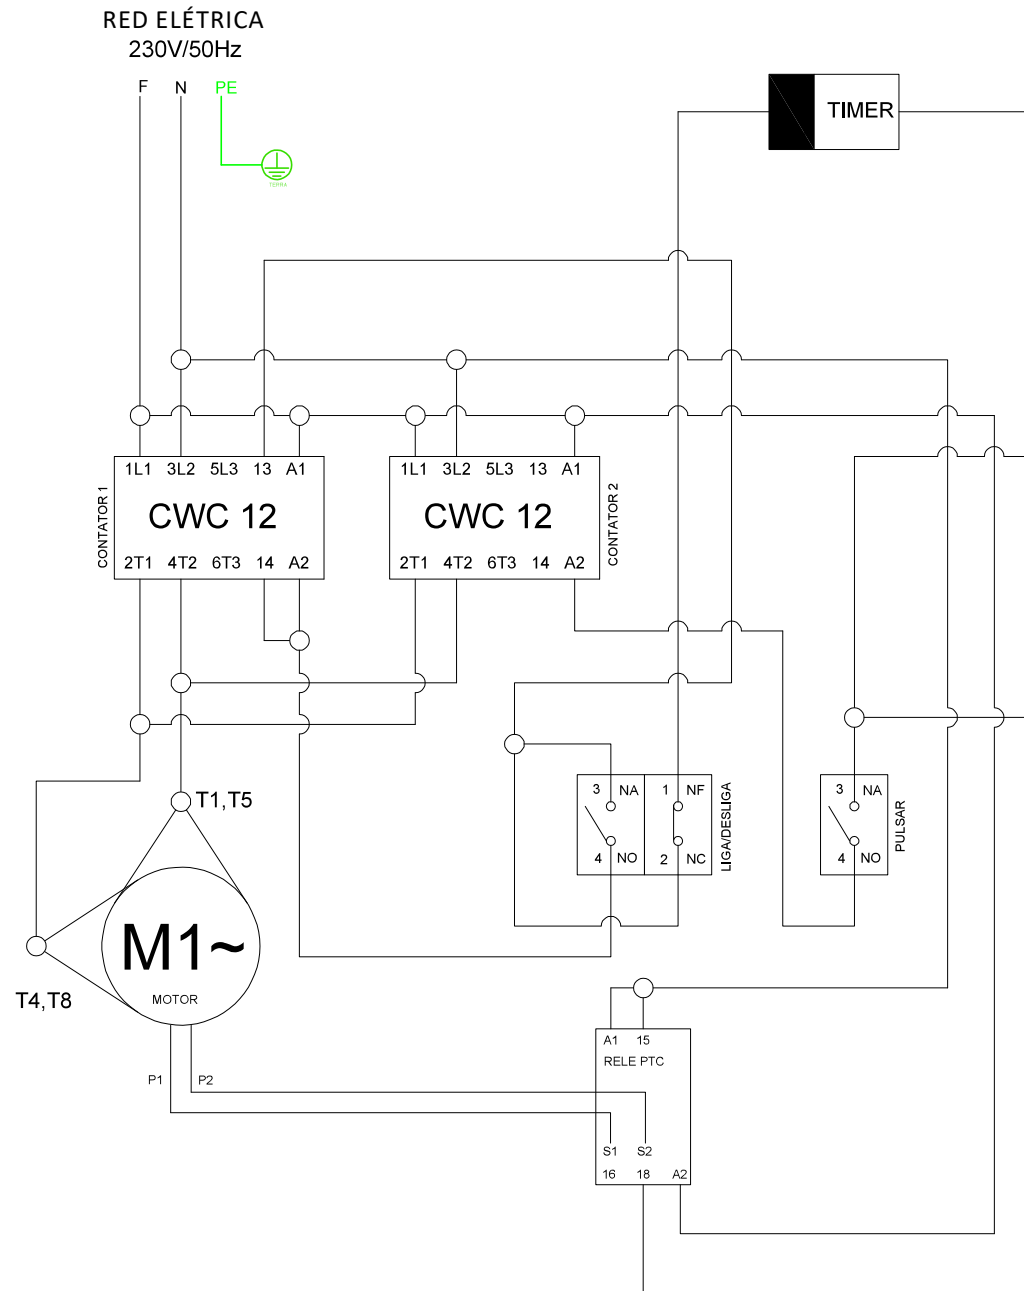 RED ELÉTRICA
230V/50Hz
F N PE
TERRA
TIMER
1L1 3L2 5L3 13 A1
CONTATOR 1
CWC 12
2T1 4T2 6T3 14 A2
1L1 3L2 5L3 13 A1
CWC 12
CONTATOR 2
2T1 4T2 6T3 14 A2
3 NA 1 NF
4 NO 2 NC
LIGA/DESLIGA
3 NA
4 NO
PULSAR
T1,T5
M1~
MOTOR
T4,T8
P1 P2
A1 15
RELE PTC
S1 S2
16 18 A2